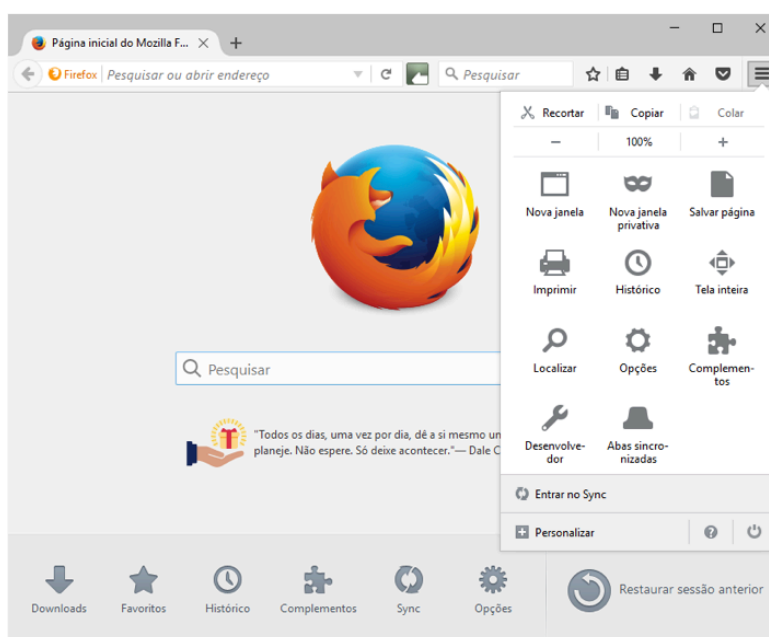 Página inicial do Mozilla F...
Firefox Pesquisar ou abrir endereço
Pesquisar
Recortar Copiar Colar
100%
Nova janela
Nova janela
privativa
Salvar página
Imprimir
Histórico
Tela inteira
Localizar
Opções
Complemen-
tos
Desenvolve-
dor
Abas sincro-
nizadas
Entrar no Sync
Personalizar
Pesquisar
"Todos os dias, uma vez por dia, dê a si mesmo un
planeje. Não espere. Só deixe acontecer."— Dale C
Downloads
Favoritos
Histórico
Complementos
Sync
Opções
Restaurar sessão anterior